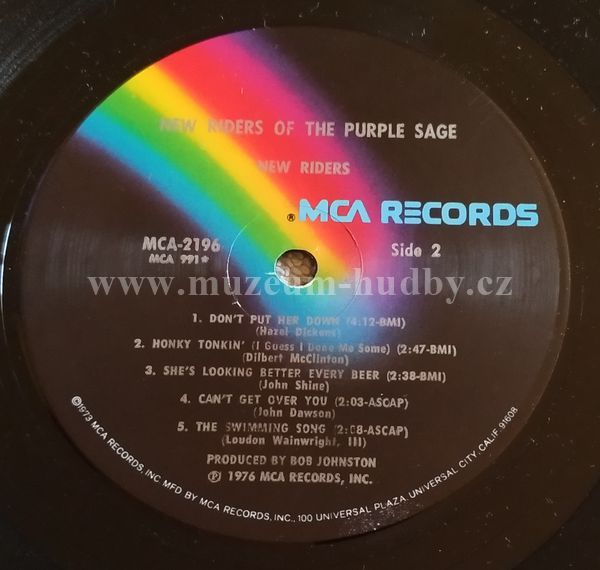 NEW RIDERS OF THE PURPLE SAGE
NEW RIDERS
® MCA RECORDS
MCA-2196
MCA 991*
Side 2
www.muzeum-hudby.cz
1. DON'T PUT HER DOWN (4:12-BMI)
(Hazel Dickens)
2. HONKY TONKIN' (I Guess I Done Me Some) (2:47-BMI)
(Dilbert McClinton)
3. SHE'S LOOKING BETTER EVERY BEER (2:38-BMI)
(John Shine)
4. CAN'T GET OVER YOU (2:03-ASCAP)
(John Dawson)
5. THE SWIMMING SONG (2:58-ASCAP)
(Loudon Wainwright, III)
PRODUCED BY BOB JOHNSTON
℗ 1976 MCA RECORDS, INC.
©1973 MCA RECORDS, INC MFD BY MCA RECORDS, INC., 100 UNIVERSAL PLAZA UNIVERSAL CITY, CALIF. 91608